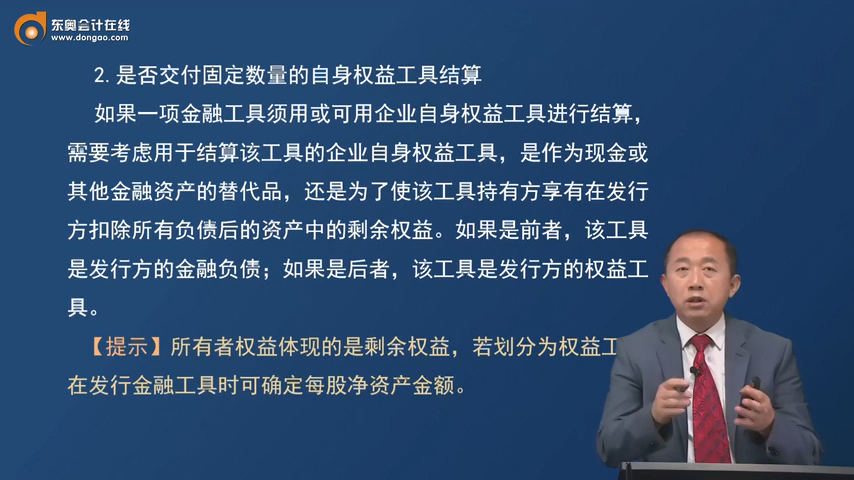 东奥会计在线
www.dongao.com
2.是否交付固定数量的自身权益工具结算
如果一项金融工具须用或可用企业自身权益工具进行结算，
需要考虑用于结算该工具的企业自身权益工具，是作为现金或
其他金融资产的替代品，还是为了使该工具持有方享有在发行
方扣除所有负债后的资产中的剩余权益。如果是前者，该工具
是发行方的金融负债；如果是后者，该工具是发行方的权益工
具。
【提示】所有者权益体现的是剩余权益，若划分为权益工
在发行金融工具时可确定每股净资产金额。